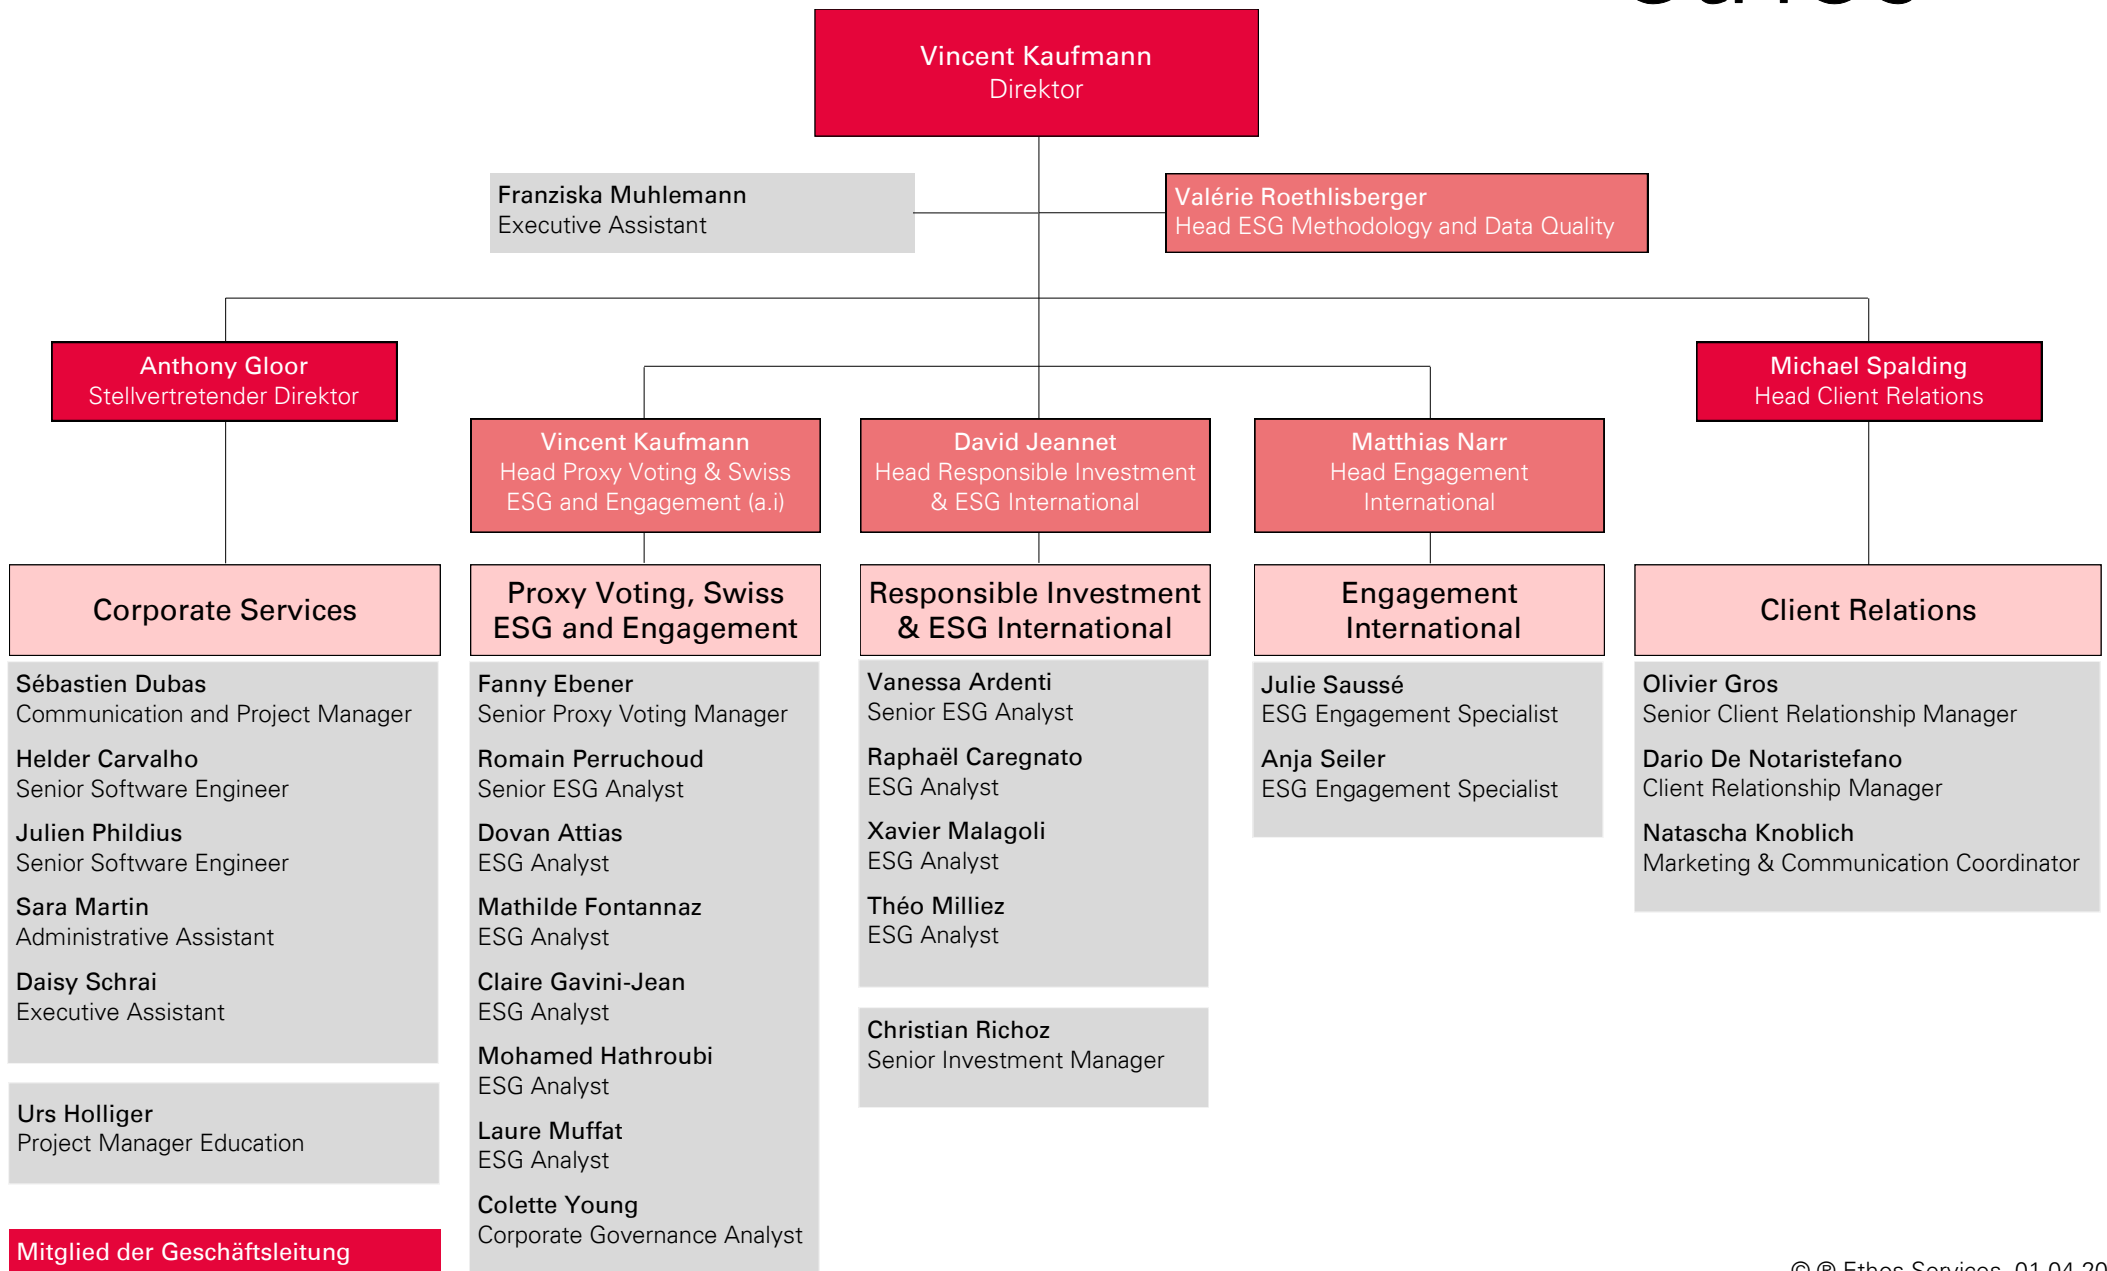 Vincent Kaufmann
Direktor
Franziska Muhlemann
Executive Assistant
Valérie Roethlisberger
Head ESG Methodology and Data Quality
Anthony Gloor
Stellvertretender Direktor
Michael Spalding
Head Client Relations
Vincent Kaufmann
Head Proxy Voting & Swiss
ESG and Engagement (a.i)
David Jeannet
Head Responsible Investment
& ESG International
Matthias Narr
Head Engagement
International
Corporate Services
Sébastien Dubas
Communication and Project Manager
Helder Carvalho
Senior Software Engineer
Julien Phildius
Senior Software Engineer
Sara Martin
Administrative Assistant
Daisy Schrai
Executive Assistant
Urs Holliger
Project Manager Education
Proxy Voting, Swiss
ESG and Engagement
Fanny Ebener
Senior Proxy Voting Manager
Romain Perruchoud
Senior ESG Analyst
Dovan Attias
ESG Analyst
Mathilde Fontannaz
ESG Analyst
Claire Gavini-Jean
ESG Analyst
Mohamed Hathroubi
ESG Analyst
Laure Muffat
ESG Analyst
Colette Young
Corporate Governance Analyst
Responsible Investment
& ESG International
Vanessa Ardenti
Senior ESG Analyst
Raphaël Caregnato
ESG Analyst
Xavier Malagoli
ESG Analyst
Théo Milliez
ESG Analyst
Christian Richoz
Senior Investment Manager
Engagement
International
Julie Saussé
ESG Engagement Specialist
Anja Seiler
ESG Engagement Specialist
Client Relations
Olivier Gros
Senior Client Relationship Manager
Dario De Notaristefano
Client Relationship Manager
Natascha Knoblich
Marketing & Communication Coordinator
Mitglied der Geschäftsleitung
© ® Ethos Services, 01.04.20